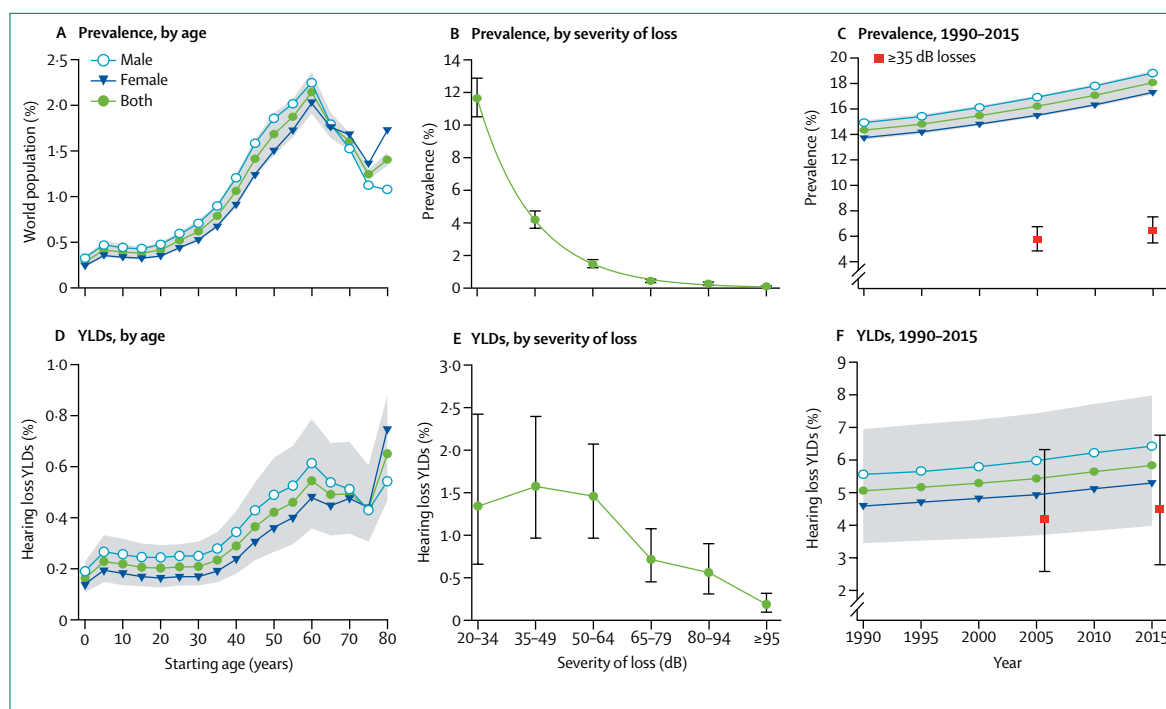 A Prevalence, by age
Male
Female
Both
World population (%)
2·5
2·0
1·5
1·0
0·5
0
B Prevalence, by severity of loss
Prevalence (%)
14
12
10
8
6
4
2
0
C Prevalence, 1990–2015
≥35 dB losses
Prevalence (%)
20
18
16
14
12
10
8
6
4
D YLDs, by age
Hearing loss YLDs (%)
1·0
0·8
0·6
0·4
0·2
0
0 10 20 30 40 50 60 70 80
Starting age (years)
E YLDs, by severity of loss
Hearing loss YLDs (%)
3·0
2·5
2·0
1·5
1·0
0·5
0
20–34 35–49 50–64 65–79 80–94 ≥95
Severity of loss (dB)
F YLDs, 1990–2015
Hearing loss YLDs (%)
9
8
7
6
5
4
3
2
1990 1995 2000 2005 2010 2015
Year